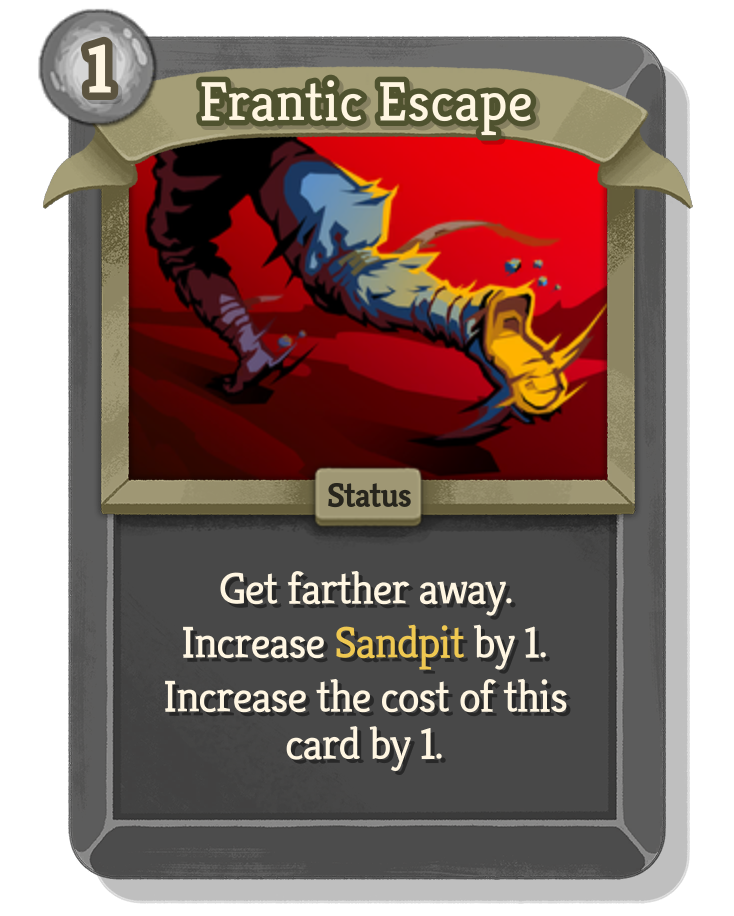 1
Frantic Escape
Status
Get farther away.
Increase Sandpit by 1.
Increase the cost of this
card by 1.